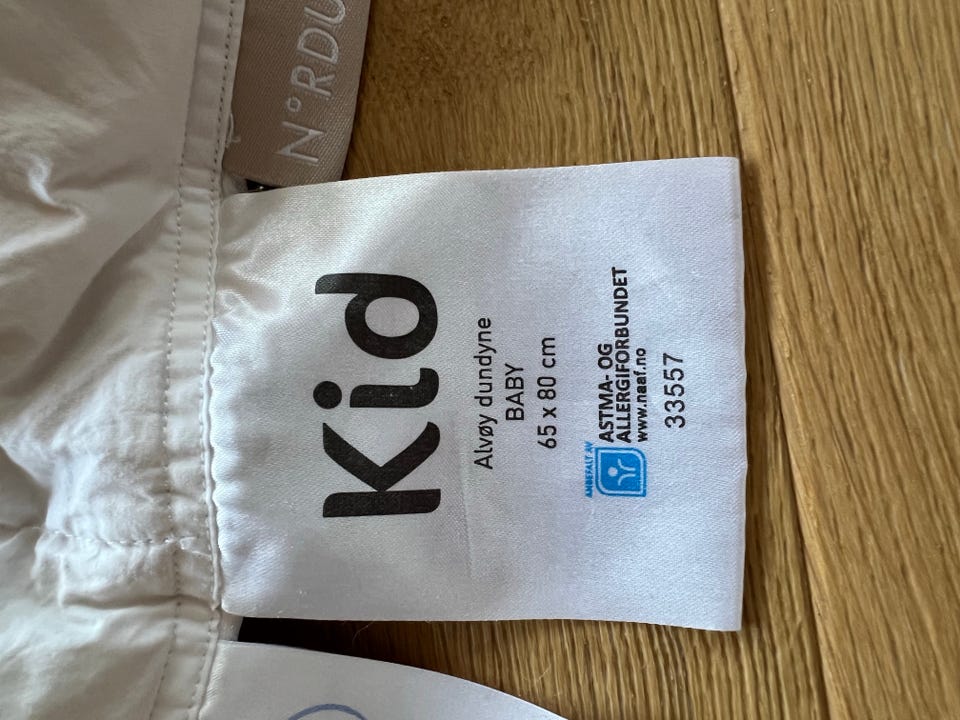 N°RDU
Kid
Alvøy dundyne
BABY
65 x 80 cm
ANBEFALT AV
ASTMA- OG
ALLERGIFORBUNDET
www.naaf.no
33557